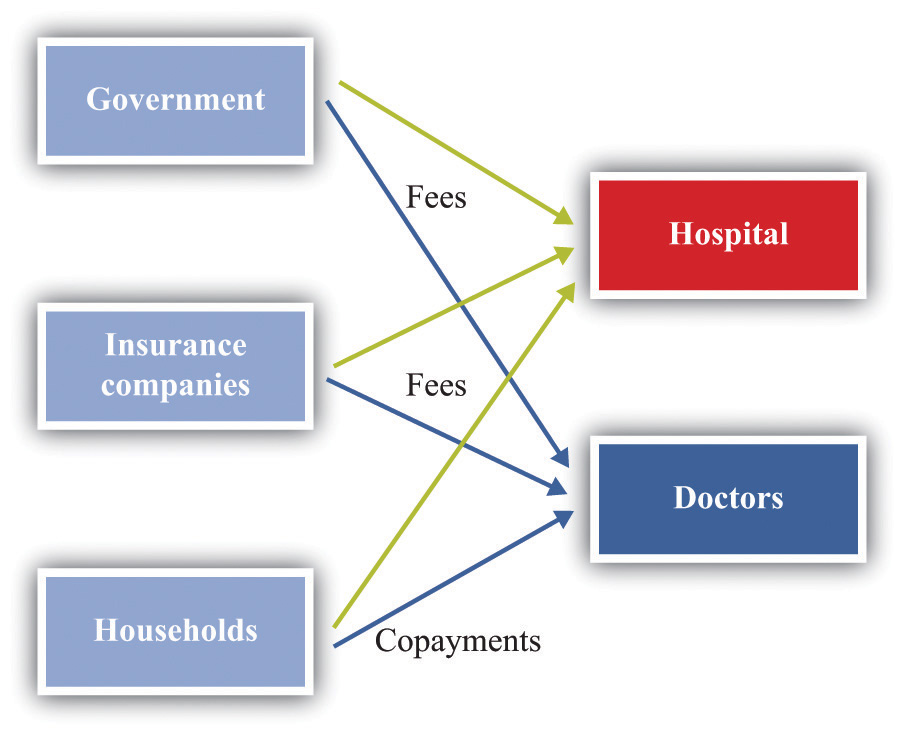 Government
Fees
Hospital
Insurance
companies
Fees
Doctors
Households
Copayments